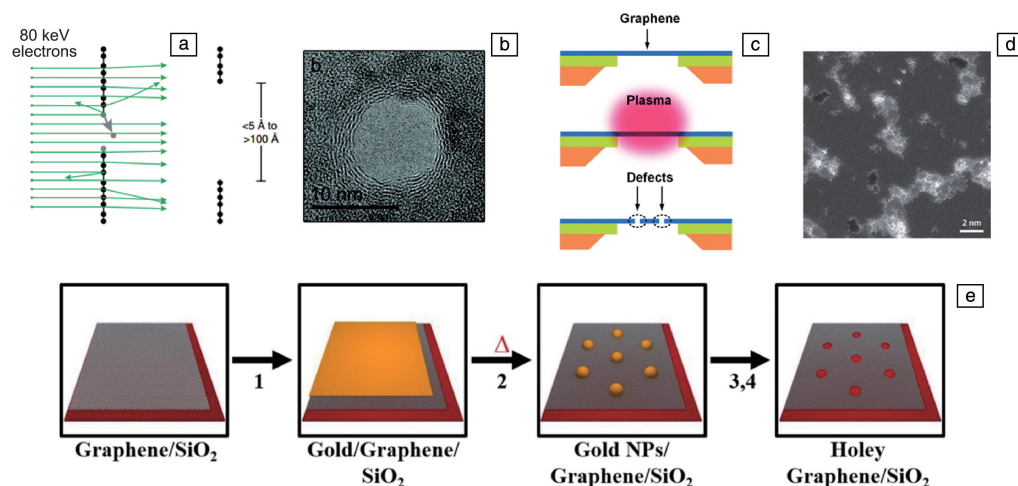 80 keV
electrons
a
<5 Å to
>100 Å
b
b
10 nm
c
Graphene
Plasma
Defects
d
2 nm
e
1
Δ
2
3,4
Graphene/SiO2
Gold/Graphene/
SiO2
Gold NPs/
Graphene/SiO2
Holey
Graphene/SiO2